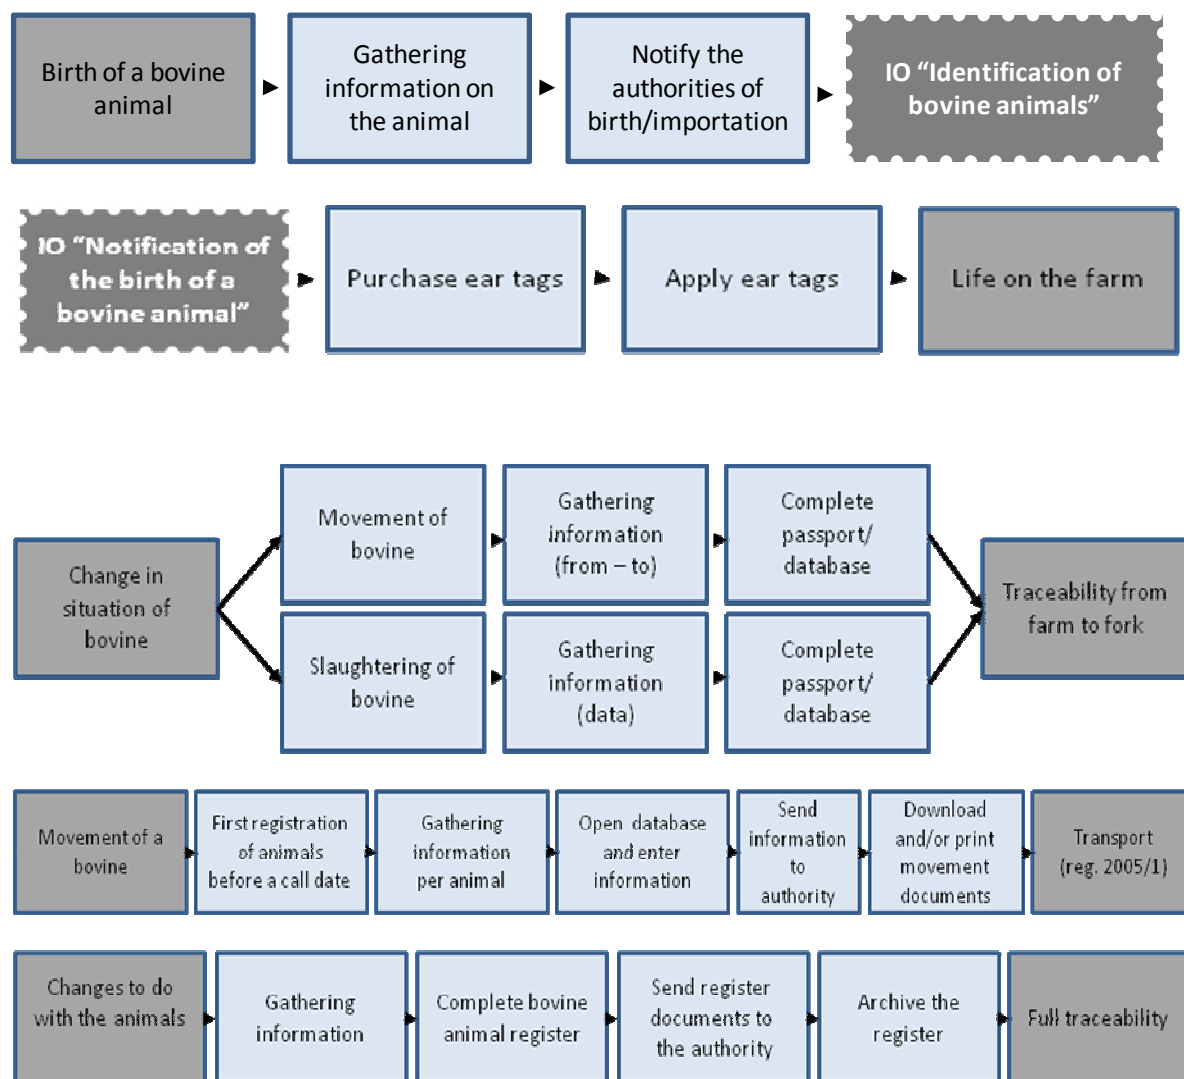 Birth of a bovine
animal
Gathering
information on
the animal
Notify the
authorities of
birth/importation
IO “Identification of
bovine animals”
IO “Notification of
the birth of a
bovine animal”
Purchase ear tags
Apply ear tags
Life on the farm
Change in
situation of
bovine
Movement of
bovine
Gathering
information
(from – to)
Complete
passport/
database
Slaughtering of
bovine
Gathering
information
(data)
Complete
passport/
database
Traceability from
farm to fork
Movement of a
bovine
First registration
of animals
before a call date
Gathering
information
per animal
Open database
and enter
information
Send
information
to
authority
Download
and/or print
movement
documents
Transport
(reg. 2005/1)
Changes to do
with the animals
Gathering
information
Complete bovine
animal register
Send register
documents to
the authority
Archive the
register
Full traceability